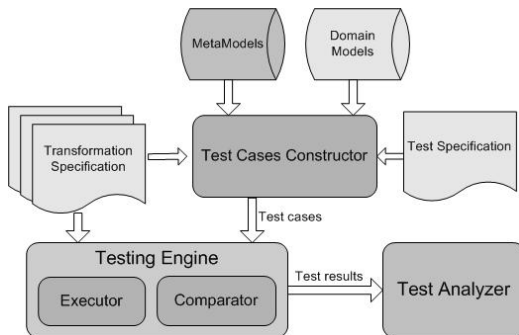 MetaModels
Domain
Models
Transformation
Specification
Test Cases Constructor
Test Specification
Test cases
Testing Engine
Executor
Comparator
Test results
Test Analyzer